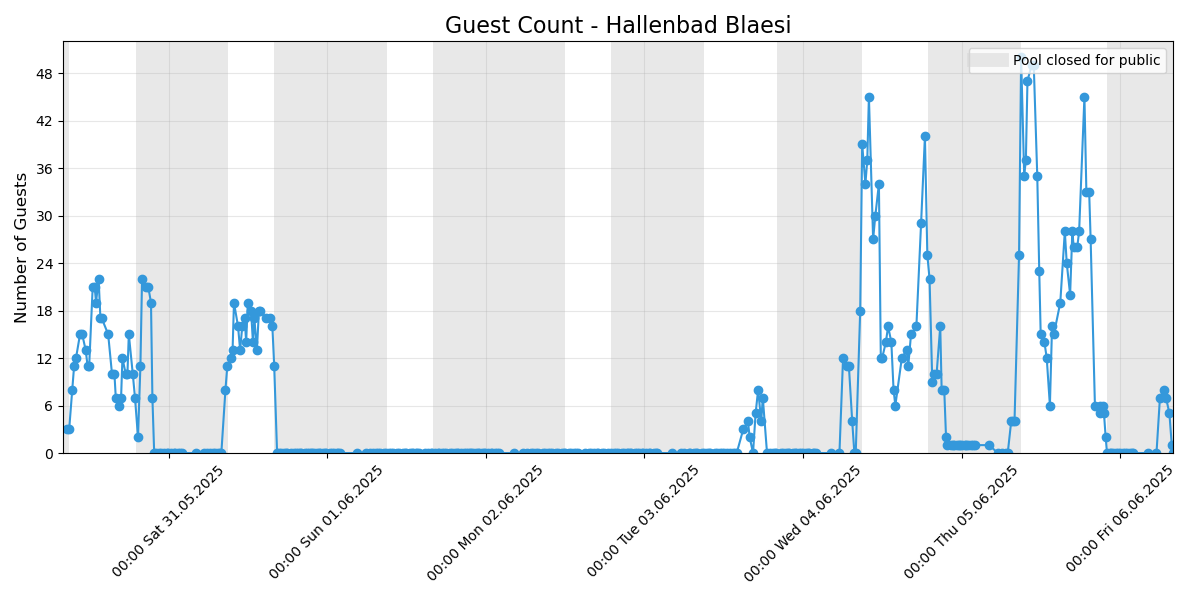 Guest Count - Hallenbad Blaesi
Pool closed for public
Number of Guests
48
42
36
30
24
18
12
6
0
00:00 Sat 31.05.2025
00:00 Sun 01.06.2025
00:00 Mon 02.06.2025
00:00 Tue 03.06.2025
00:00 Wed 04.06.2025
00:00 Thu 05.06.2025
00:00 Fri 06.06.2025